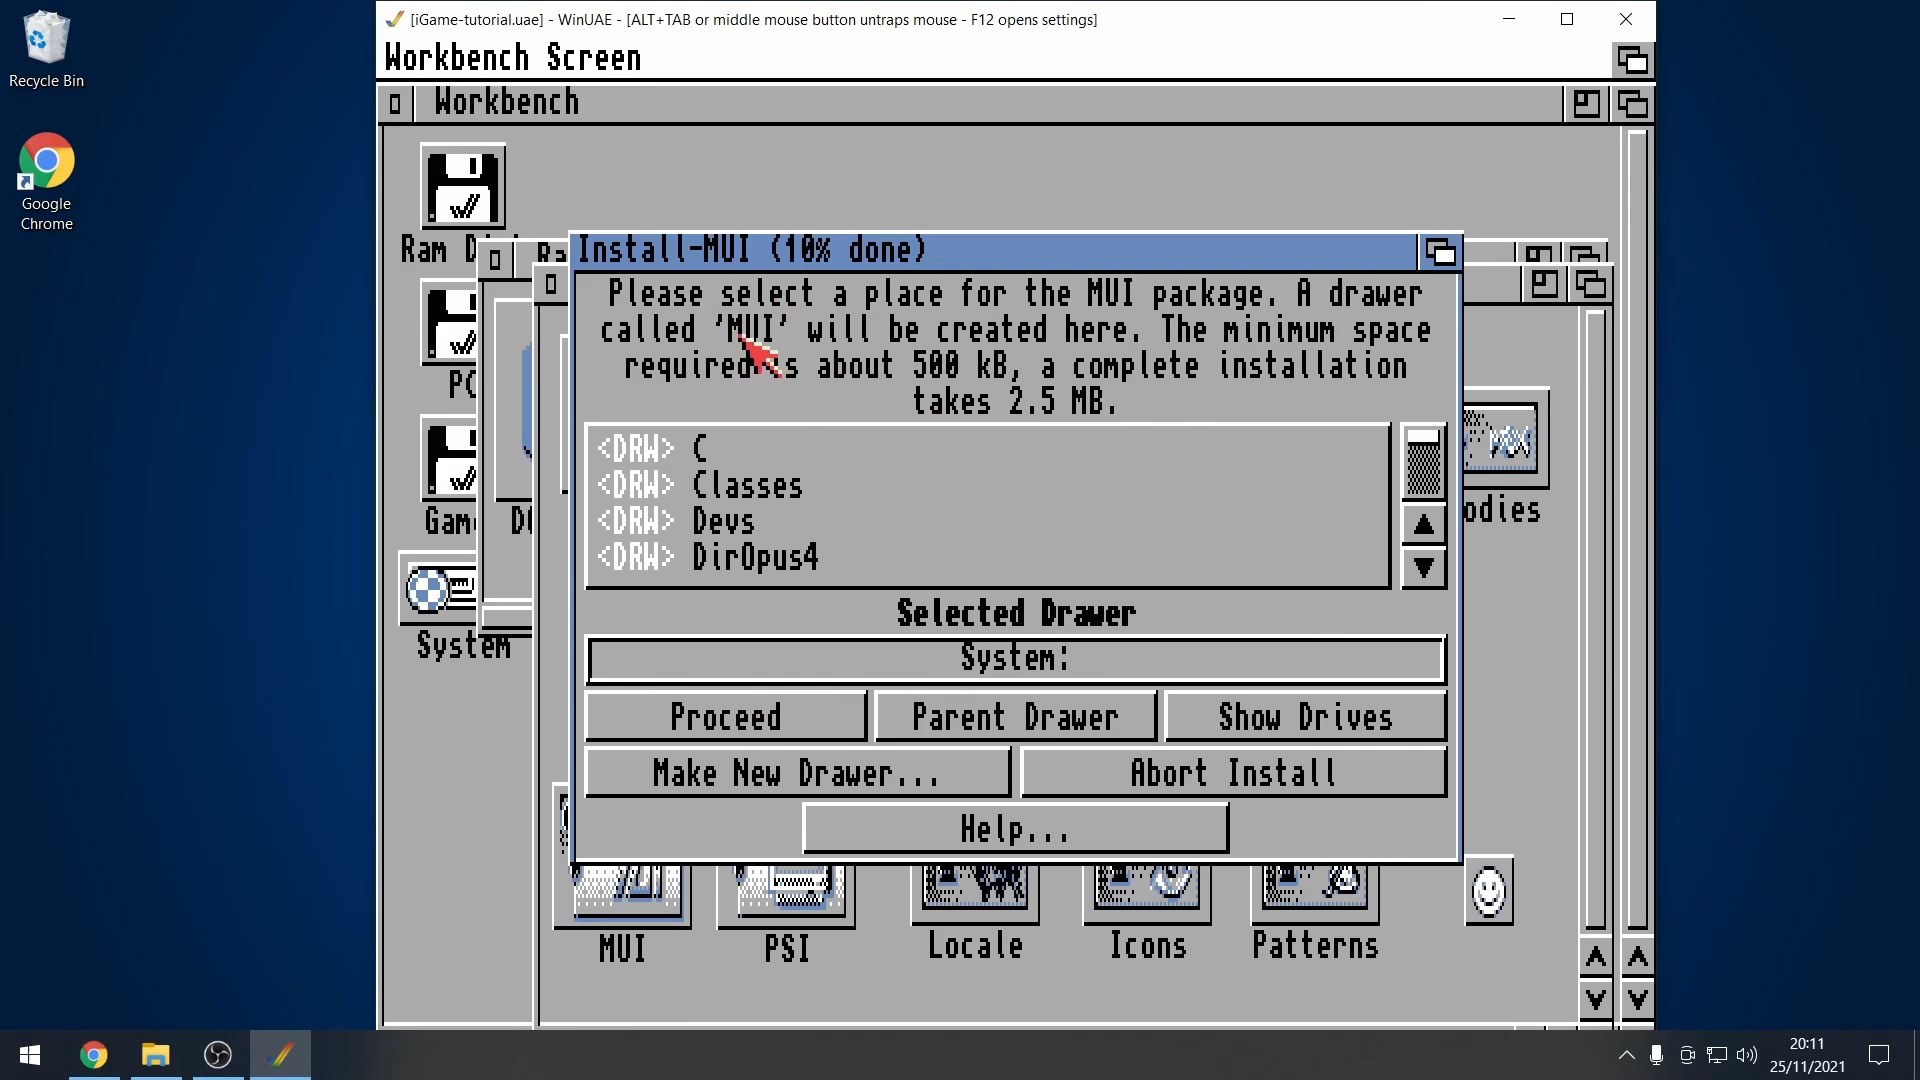 [iGame-tutorial.uae] - WinUAE - [ALT+TAB or middle mouse button untraps mouse - F12 opens settings]
Recycle Bin
Google
Chrome
Workbench Screen
Workbench
Ram
Install-MUI (10% done)
Please select a place for the MUI package. A drawer
called 'MUI' will be created here. The minimum space
required is about 500 kB, a complete installation
takes 2.5 MB.
<DRW> C
<DRW> Classes
<DRW> Devs
<DRW> DirOpus4
Selected Drawer
System:
Proceed
Parent Drawer
Show Drives
Make New Drawer...
Abort Install
Help...
System
MUI
PSI
Locale
Icons
Patterns
20:11
25/11/2021